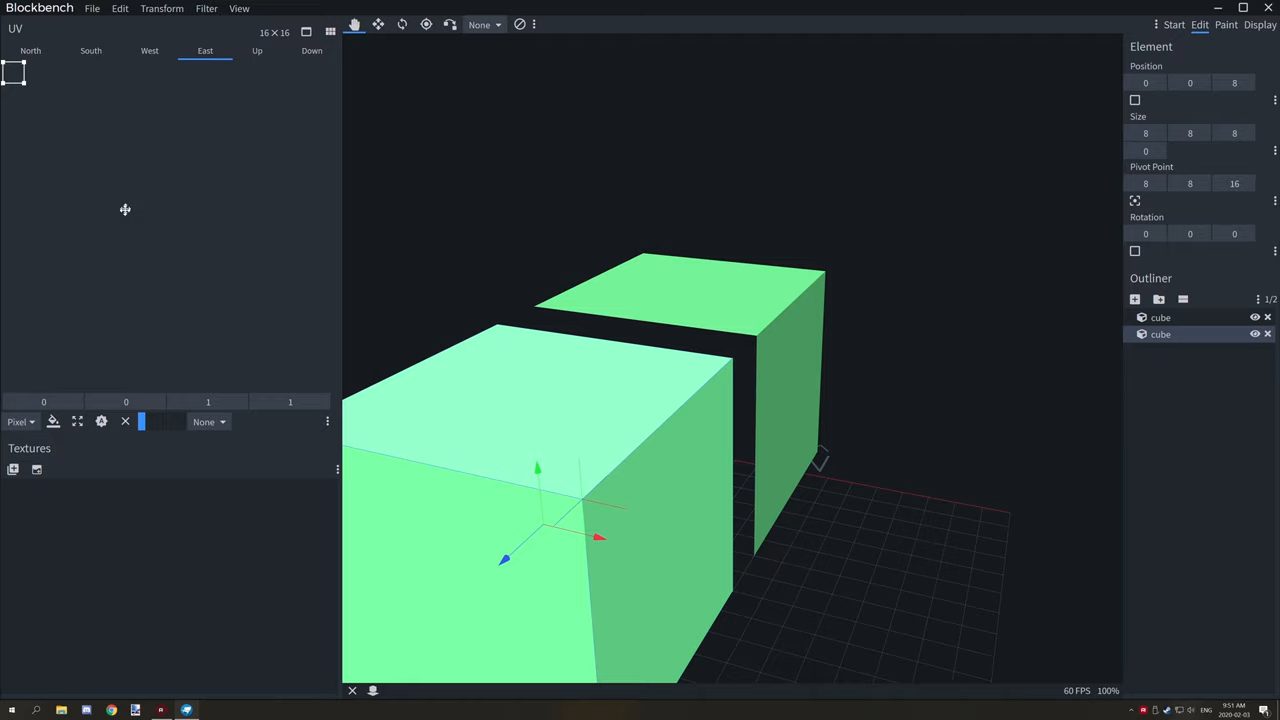 Blockbench File Edit Transform Filter View
None
Start Edit Paint Display
UV
16 × 16
North South West East Up Down
0 0 1 1
Pixel None
Textures
Element
Position
0 0 8
Size
8 8 8
0
Pivot Point
8 8 16
Rotation
0 0 0
Outliner
1/2
cube
cube
60 FPS 100%
ENG
9:51 AM
2020-02-03